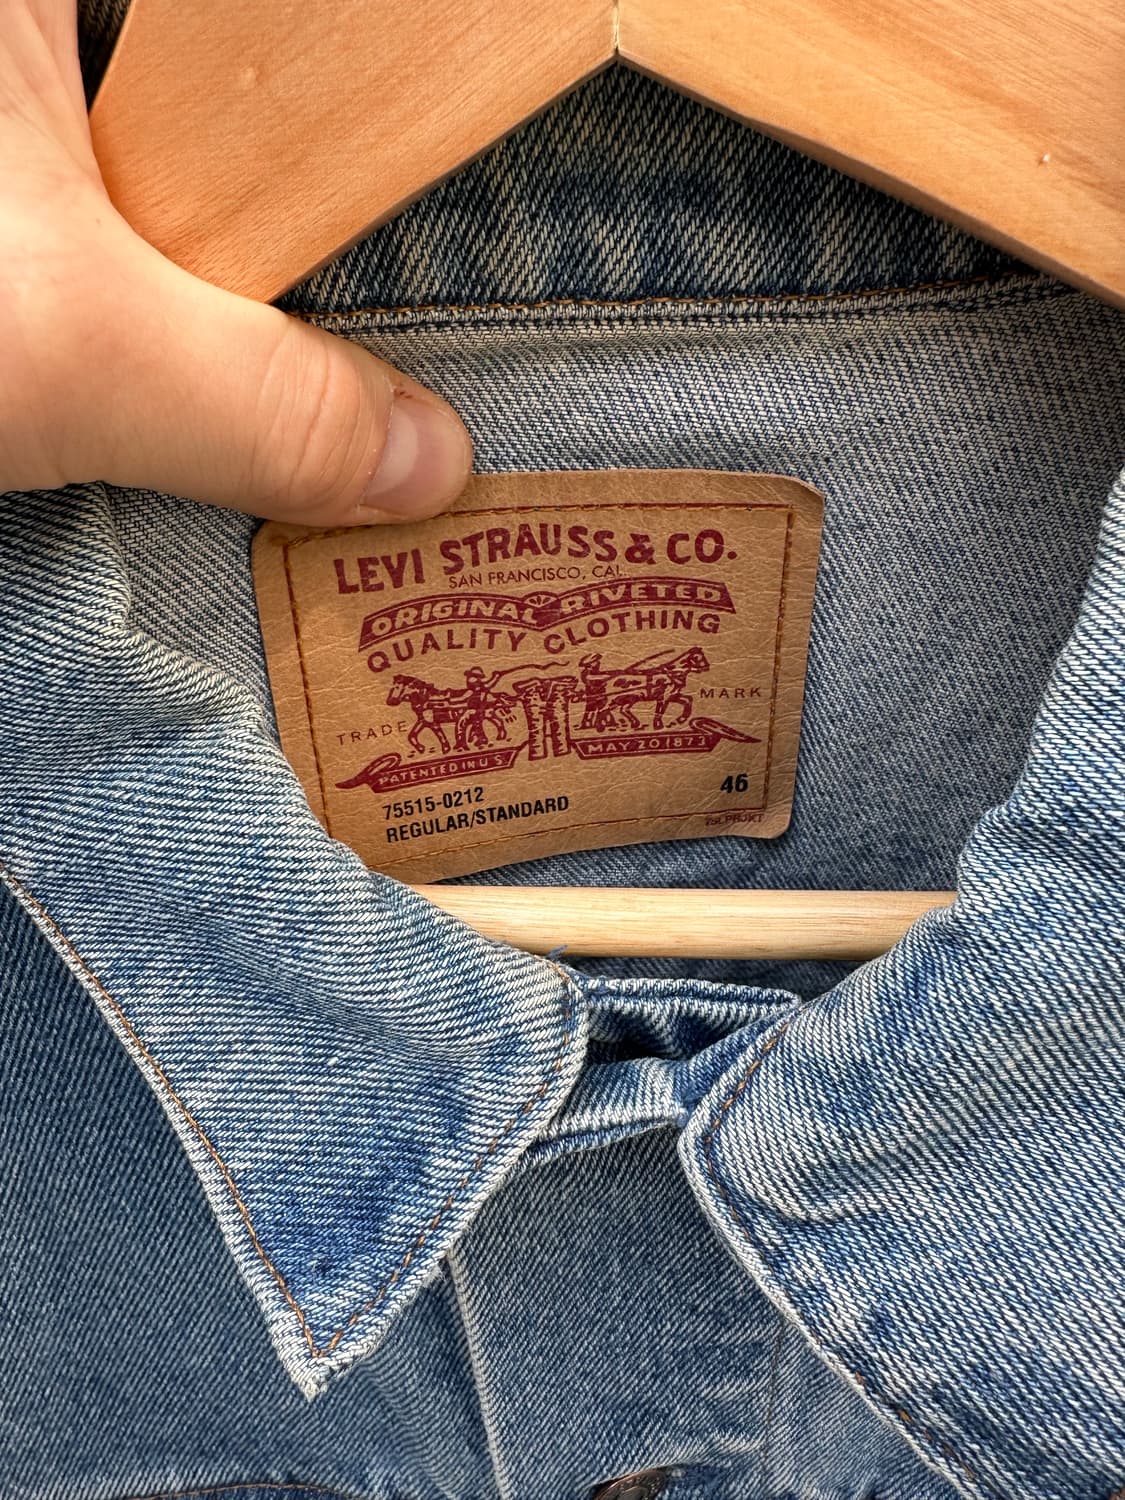 LEVI STRAUSS & CO.
SAN FRANCISCO, CAL.
ORIGINAL RIVETED
QUALITY CLOTHING
TRADE MARK
PATENTED IN U S MAY 20 1873
75515-0212 46
REGULAR/STANDARD